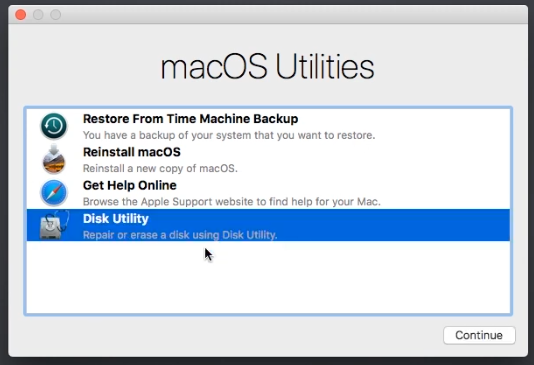 macOS Utilities
Restore From Time Machine Backup
You have a backup of your system that you want to restore.
Reinstall macOS
Reinstall a new copy of macOS.
Get Help Online
Browse the Apple Support website to find help for your Mac.
Disk Utility
Repair or erase a disk using Disk Utility.
Continue